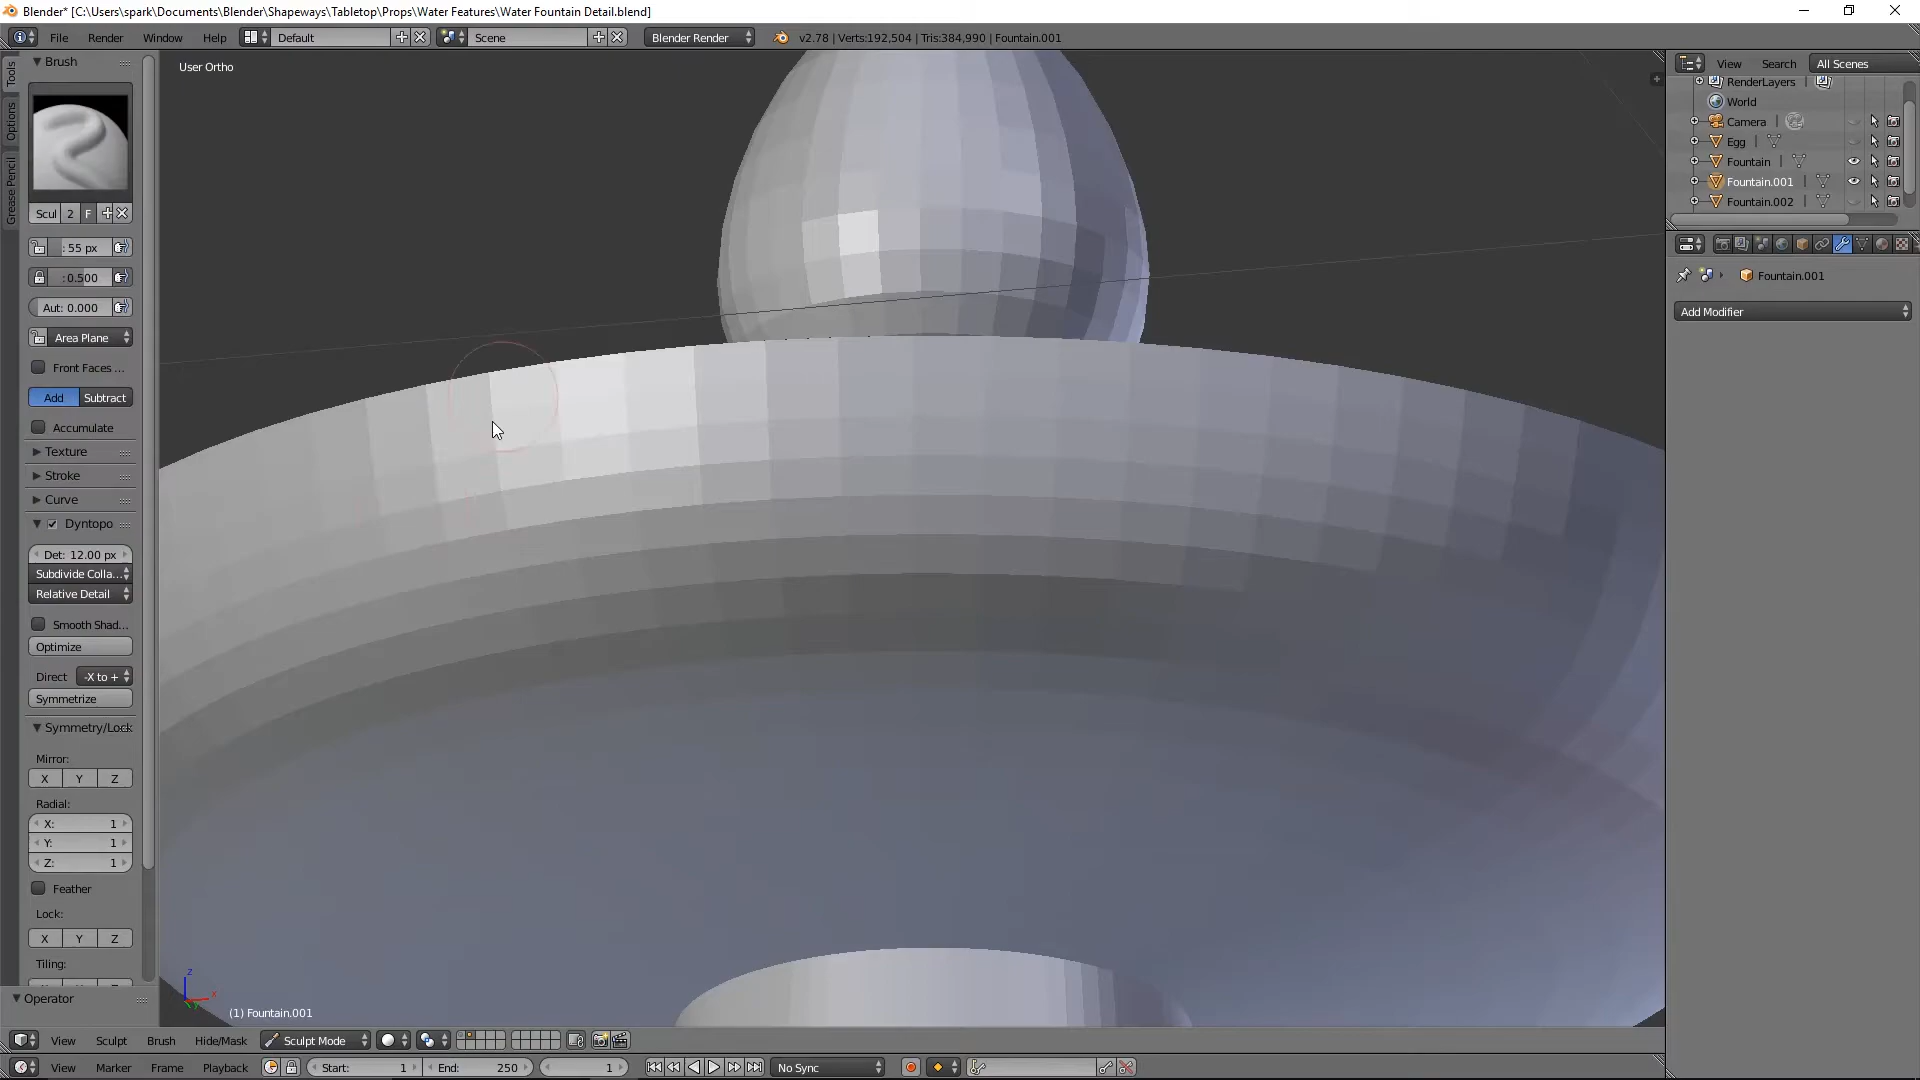 Blender* [C:\Users\spark\Documents\Blender\Shapeways\Tabletop\Props\Water Features\Water Fountain Detail.blend]
File Render Window Help Default Scene Blender Render v2.78 | Verts:192,504 | Tris:384,990 | Fountain.001
Tools
Options
Grease Pencil
Brush
Scul 2 F
: 55 px
: 0.500
Aut: 0.000
Area Plane
Front Faces ...
Add Subtract
Accumulate
Texture
Stroke
Curve
Dyntopo
Det: 12.00 px
Subdivide Colla...
Relative Detail
Smooth Shad...
Optimize
Direct -X to +
Symmetrize
Symmetry/Lock
Mirror:
X Y Z
Radial:
X: 1
Y: 1
Z: 1
Feather
Lock:
X Y Z
Tiling:
Operator
User Ortho
z
x
(1) Fountain.001
View Search All Scenes
RenderLayers
World
Camera
Egg
Fountain
Fountain.001
Fountain.002
Fountain.001
Add Modifier
View Sculpt Brush Hide/Mask Sculpt Mode
View Marker Frame Playback Start: 1 End: 250 1 No Sync